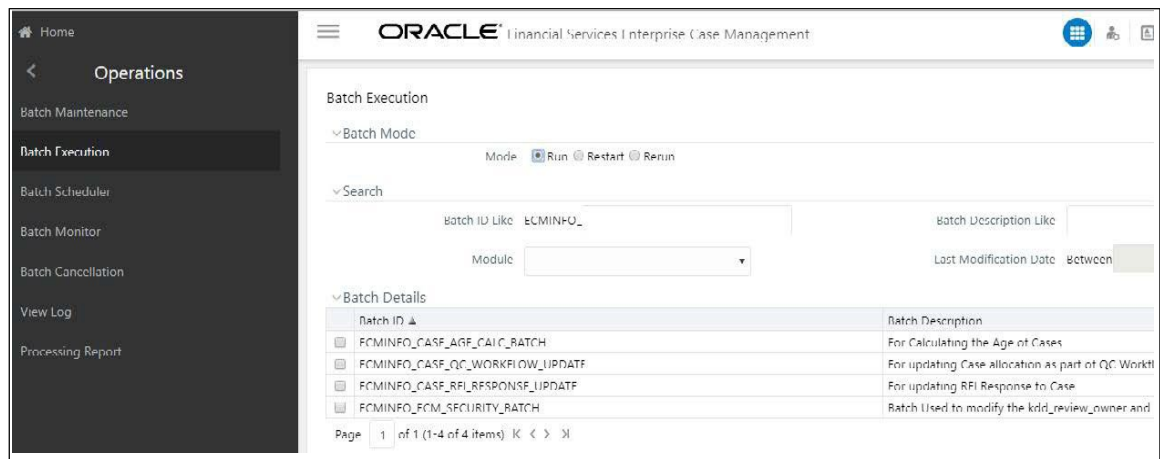 Home
ORACLE Financial Services Enterprise Case Management
Operations
Batch Maintenance
Batch Execution
Batch Scheduler
Batch Monitor
Batch Cancellation
View Log
Processing Report
Batch Execution
Batch Mode
Mode Run Restart Rerun
Search
Batch ID Like ECMINFO_ Batch Description Like
Module Last Modification Date Between
Batch Details
Batch ID Batch Description
ECMINFO_CASE_AGE_CALC_BATCH For Calculating the Age of Cases
ECMINFO_CASE_QC_WORKFLOW_UPDATE For updating Case allocation as part of QC Workfl
ECMINFO_CASE_RFI_RESPONSE_UPDATE For updating RFI Response to Case
ECMINFO_ECM_SECURITY_BATCH Batch Used to modify the kdd_review_owner and
Page 1 of 1 (1-4 of 4 items)